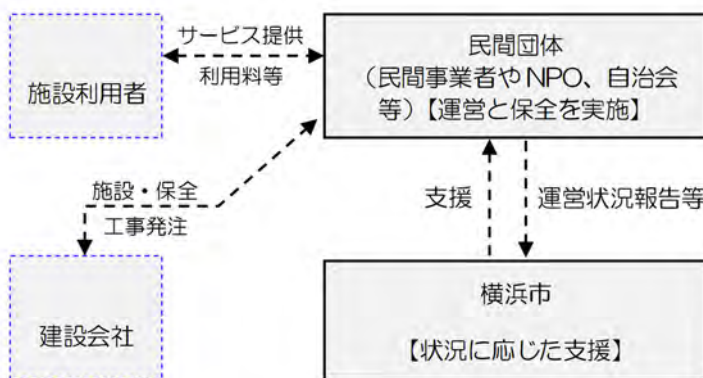 サービス提供
利用料等
施設利用者
民間団体
（民間事業者や NPO、自治会
等）【運営と保全を実施】
施設・保全
工事発注
支援
運営状況報告等
建設会社
横浜市
【状況に応じた支援】